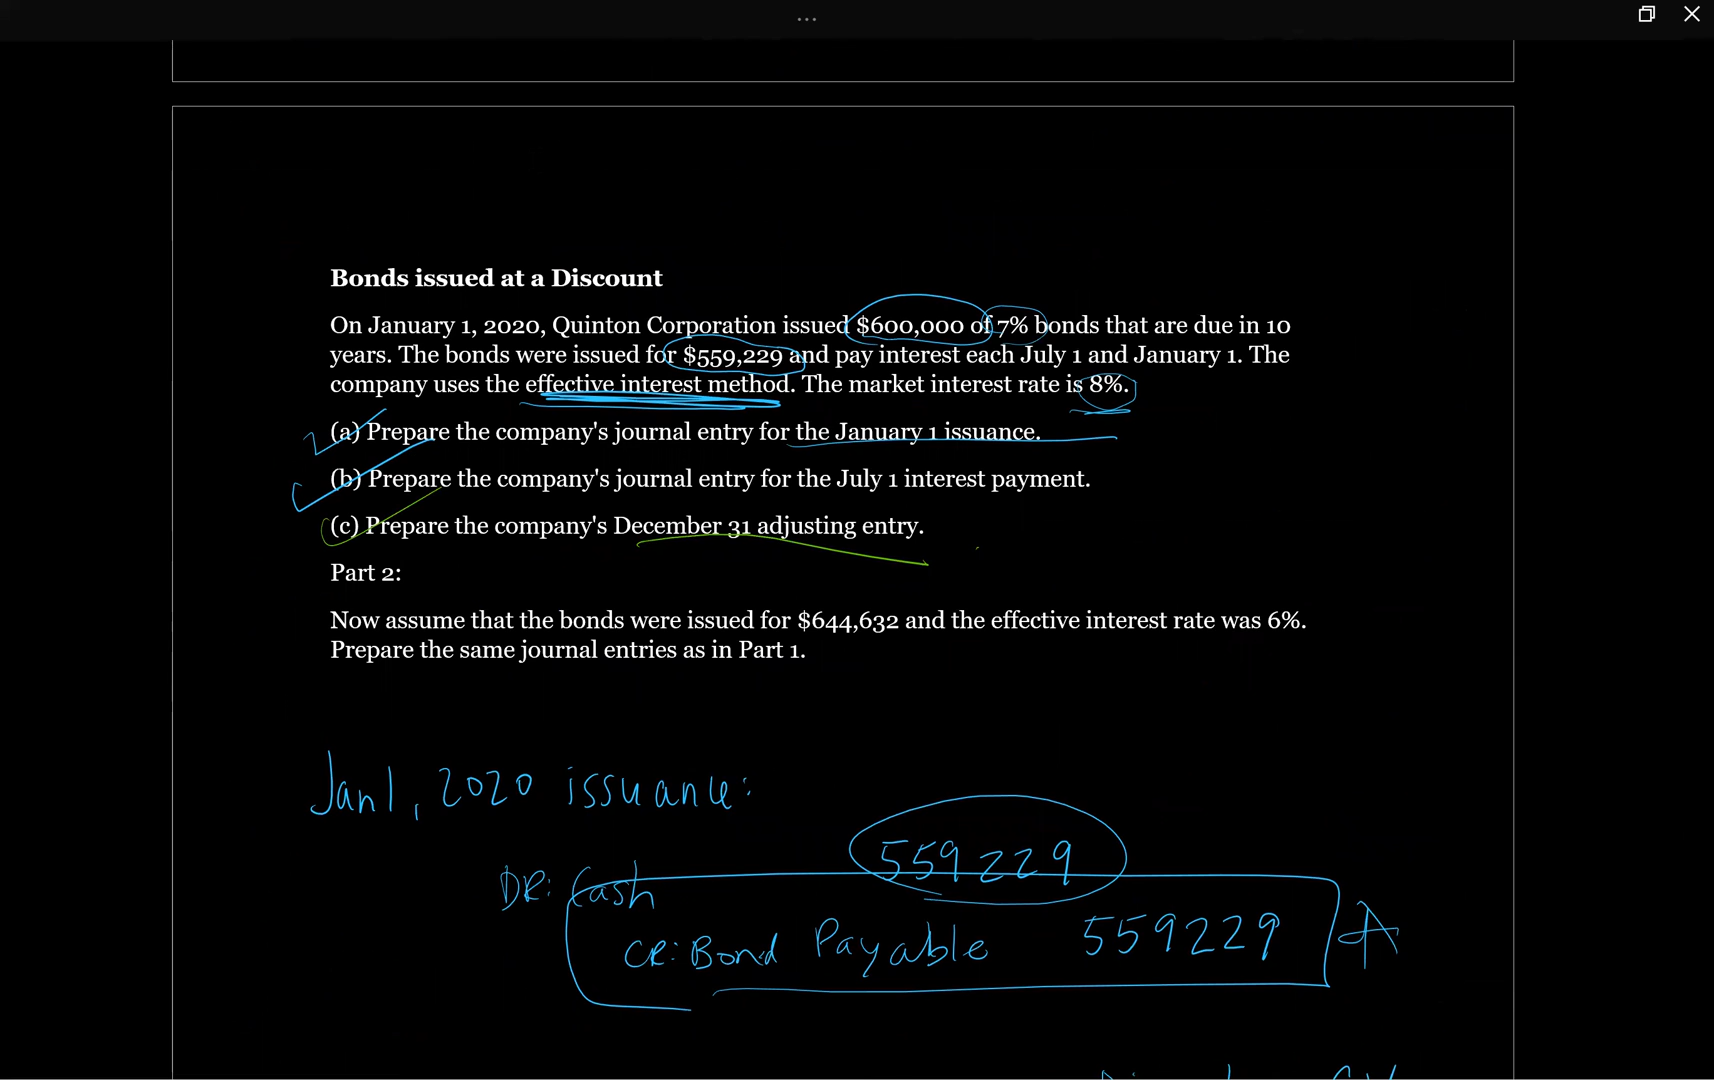 Bonds issued at a Discount
On January 1, 2020, Quinton Corporation issued $600,000 of 7% bonds that are due in 10
years. The bonds were issued for $559,229 and pay interest each July 1 and January 1. The
company uses the effective interest method. The market interest rate is 8%.
(a) Prepare the company's journal entry for the January 1 issuance.
(b) Prepare the company's journal entry for the July 1 interest payment.
(c) Prepare the company's December 31 adjusting entry.
Part 2:
Now assume that the bonds were issued for $644,632 and the effective interest rate was 6%.
Prepare the same journal entries as in Part 1.
Jan 1, 2020 issuance:
DR: Cash 559229
CR: Bond Payable 559229